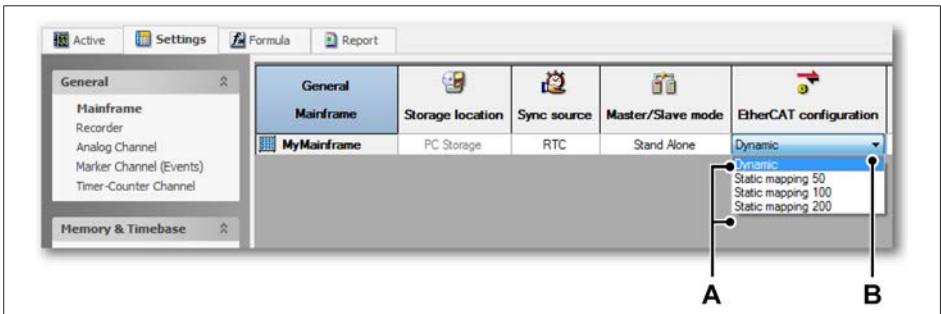 Active Settings Formula Report
General
Mainframe
Recorder
Analog Channel
Marker Channel (Events)
Timer-Counter Channel
Memory & Timebase
General Mainframe Storage location Sync source Master/Slave mode EtherCAT configuration
MyMainframe PC Storage RTC Stand Alone Dynamic
Dynamic
Static mapping 50
Static mapping 100
Static mapping 200
A B